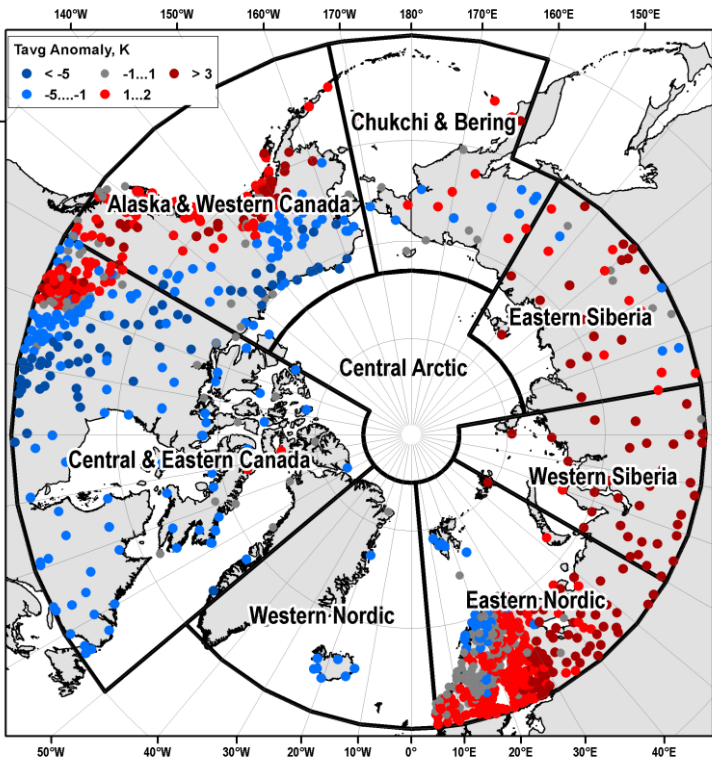 140°W 150°W 160°W 170°W 180° 170°E 160°E 150°E
Tavg Anomaly, K
< -5 -1...1 > 3
-5....-1 1...2
Chukchi & Bering
Alaska & Western Canada
Eastern Siberia
Central Arctic
Central & Eastern Canada
Western Siberia
Eastern Nordic
Western Nordic
50°W 40°W 30°W 20°W 10°W 0° 10°E 20°E 30°E 40°E